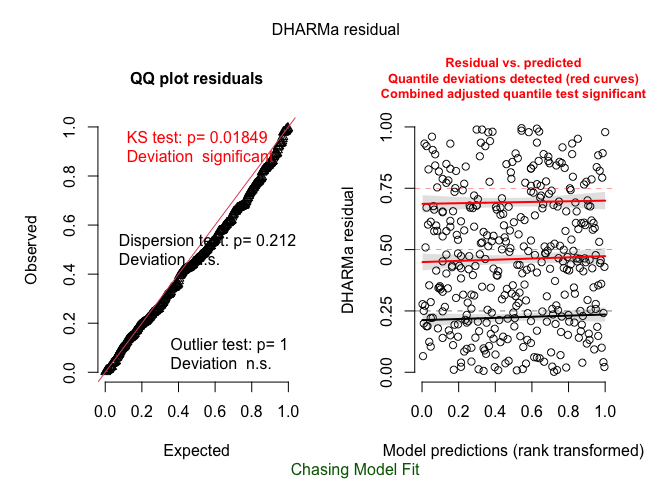 DHARMa residual
QQ plot residuals
KS test: p= 0.01849
Deviation significant
Dispersion test: p= 0.212
Deviation n.s.
Outlier test: p= 1
Deviation n.s.
Observed
0.0 0.2 0.4 0.6 0.8 1.0
0.0 0.2 0.4 0.6 0.8 1.0
Expected
Residual vs. predicted
Quantile deviations detected (red curves)
Combined adjusted quantile test significant
DHARMa residual
0.00 0.25 0.50 0.75 1.00
0.0 0.2 0.4 0.6 0.8 1.0
Model predictions (rank transformed)
Chasing Model Fit